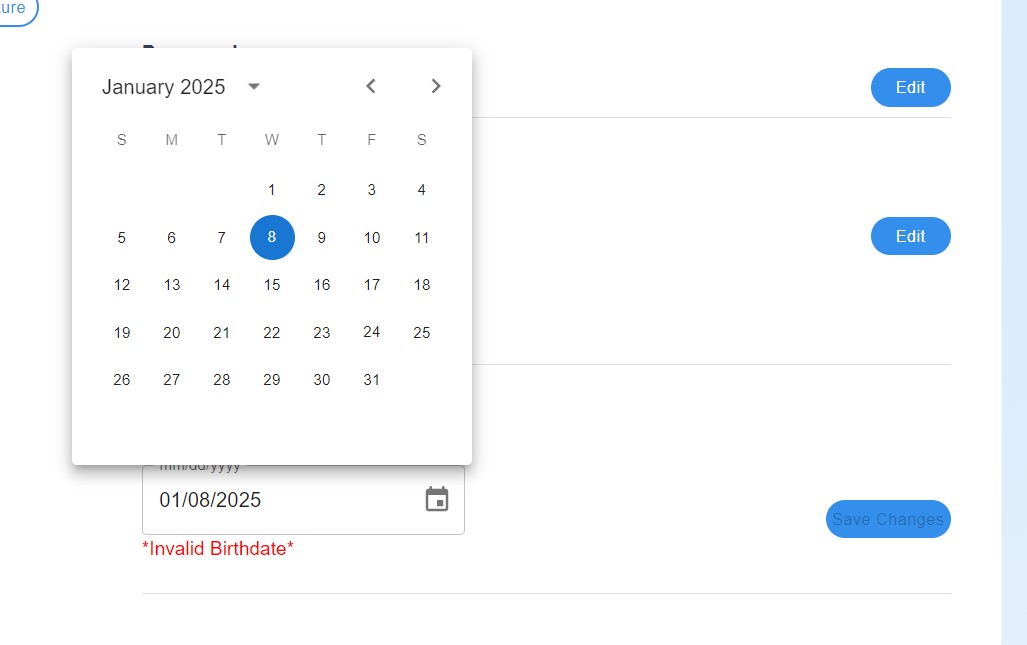 ure
January 2025
Edit
S M T W T F S
1 2 3 4
5 6 7 8 9 10 11
Edit
12 13 14 15 16 17 18
19 20 21 22 23 24 25
26 27 28 29 30 31
mm/dd/yyyy
01/08/2025
Save Changes
*Invalid Birthdate*